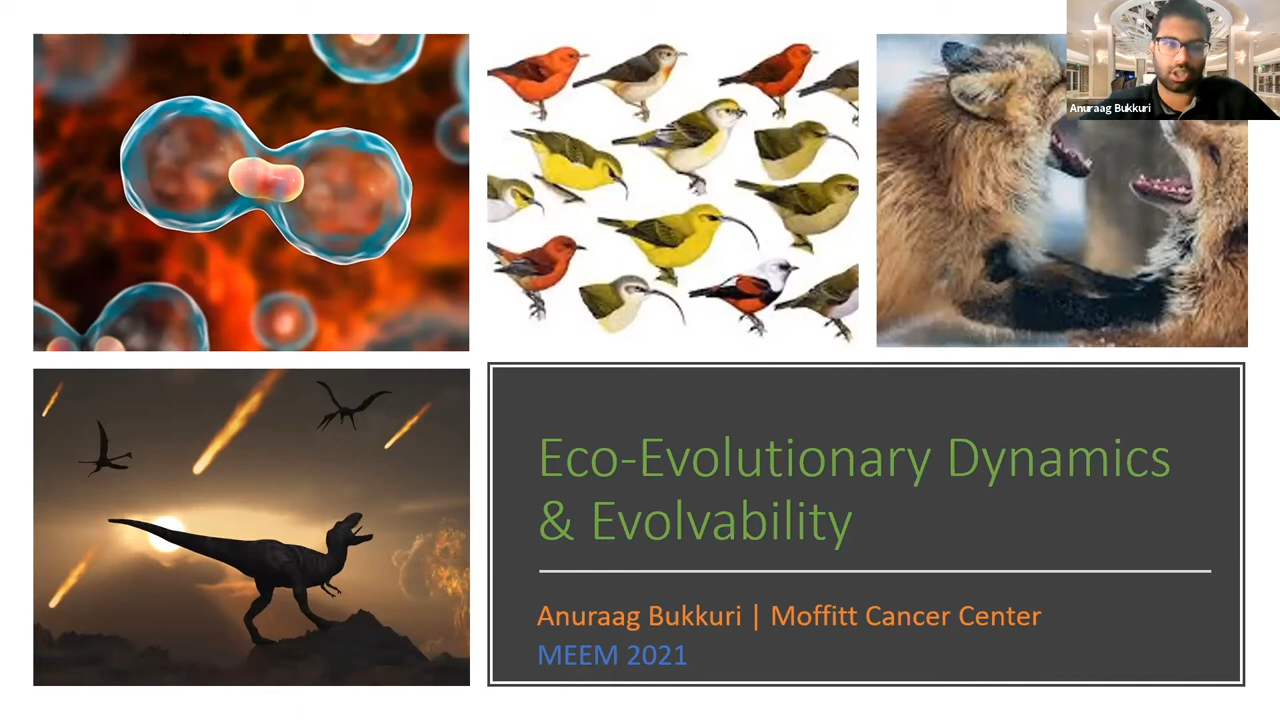 Anuraag Bukkuri
Eco-Evolutionary Dynamics
& Evolvability
Anuraag Bukkuri | Moffitt Cancer Center
MEEM 2021